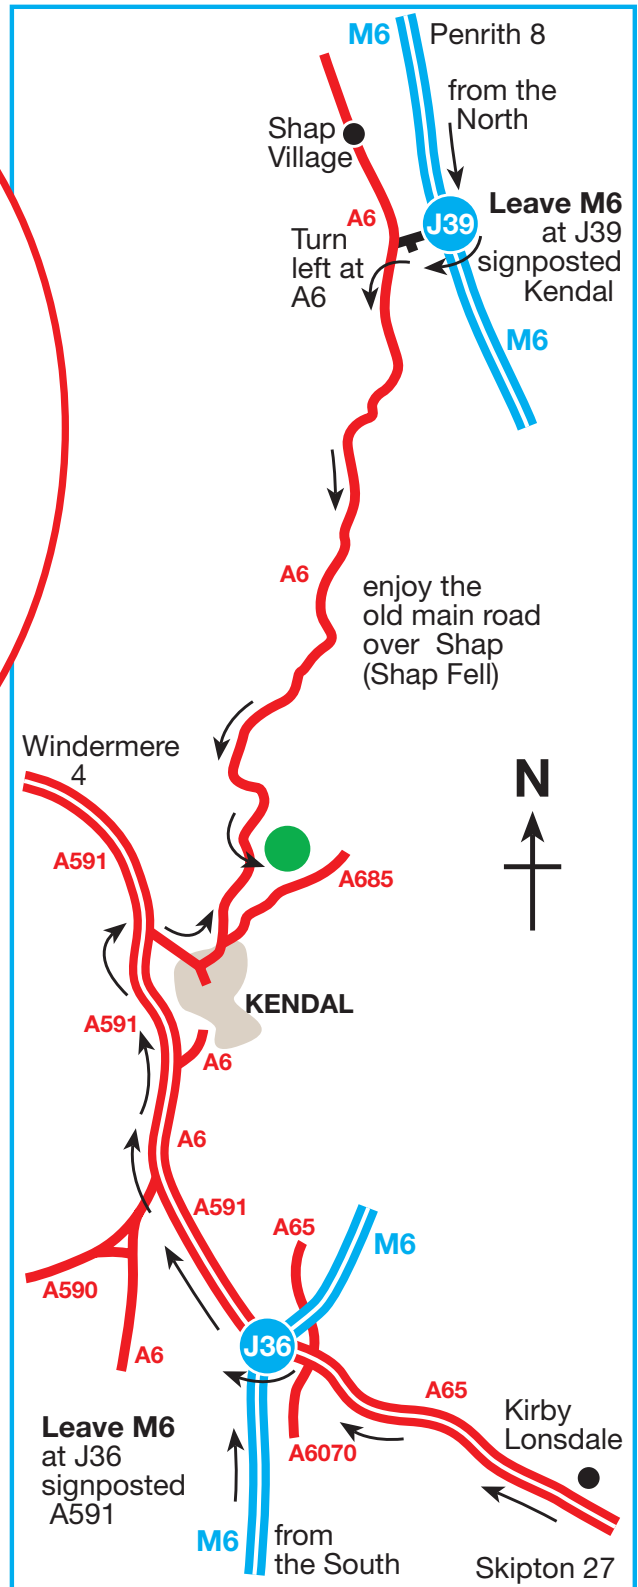 M6 Penrith 8
from the
North
Shap
Village
A6
J39
Leave M6
at J39
signposted
Kendal
Turn
left at
A6
M6
A6
enjoy the
old main road
over Shap
(Shap Fell)
Windermere
4
N
A591
A685
KENDAL
A591
A6
A6
A591
A65
M6
A590
A6
J36
A65
Kirby
Lonsdale
A6070
Leave M6
at J36
signposted
A591
M6
from
the South
Skipton 27